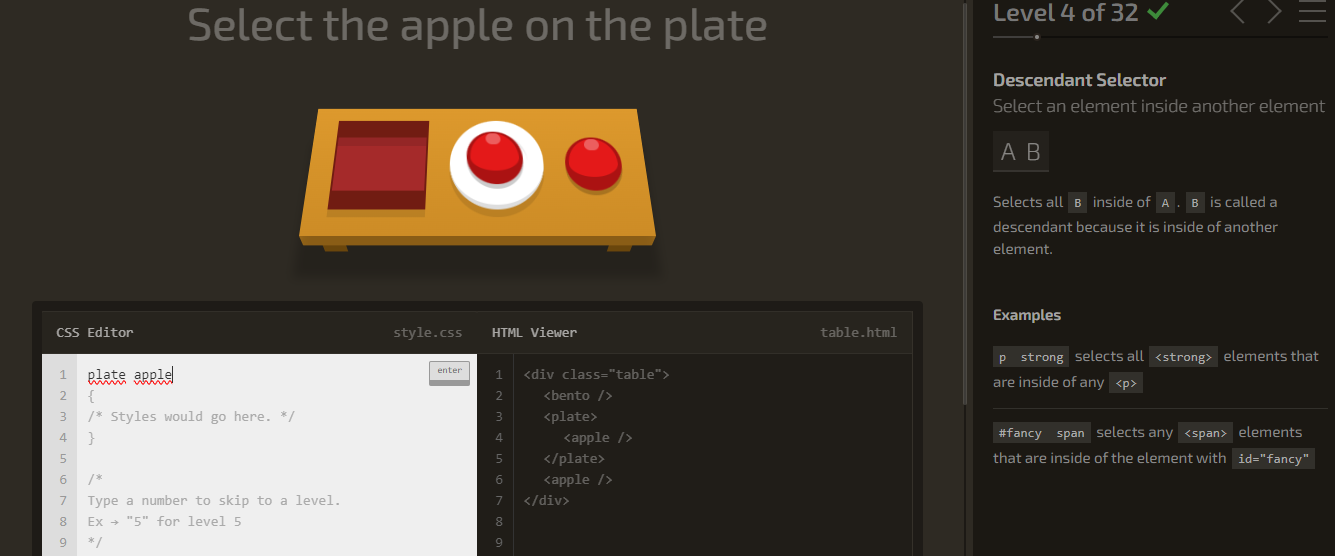 Select the apple on the plate
CSS Editor style.css
enter
1 plate apple
2 {
3 /* Styles would go here. */
4 }
5
6 /*
7 Type a number to skip to a level.
8 Ex → "5" for level 5
9 */
HTML Viewer table.html
1 <div class="table">
2 <bento />
3 <plate>
4 <apple />
5 </plate>
6 <apple />
7 </div>
8
9
Level 4 of 32
Descendant Selector
Select an element inside another element
A B
Selects all B inside of A . B is called a
descendant because it is inside of another
element.
Examples
p strong selects all <strong> elements that
are inside of any <p>
#fancy span selects any <span> elements
that are inside of the element with id="fancy"